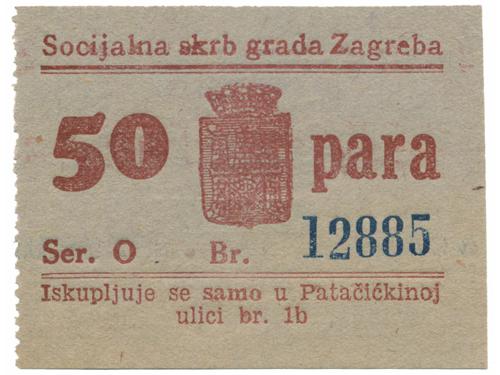 Socijalna skrb grada Zagreba
50 para
Ser. O Br. 12885
Iskupljuje se samo u Patačićkinoj
ulici br. 1b